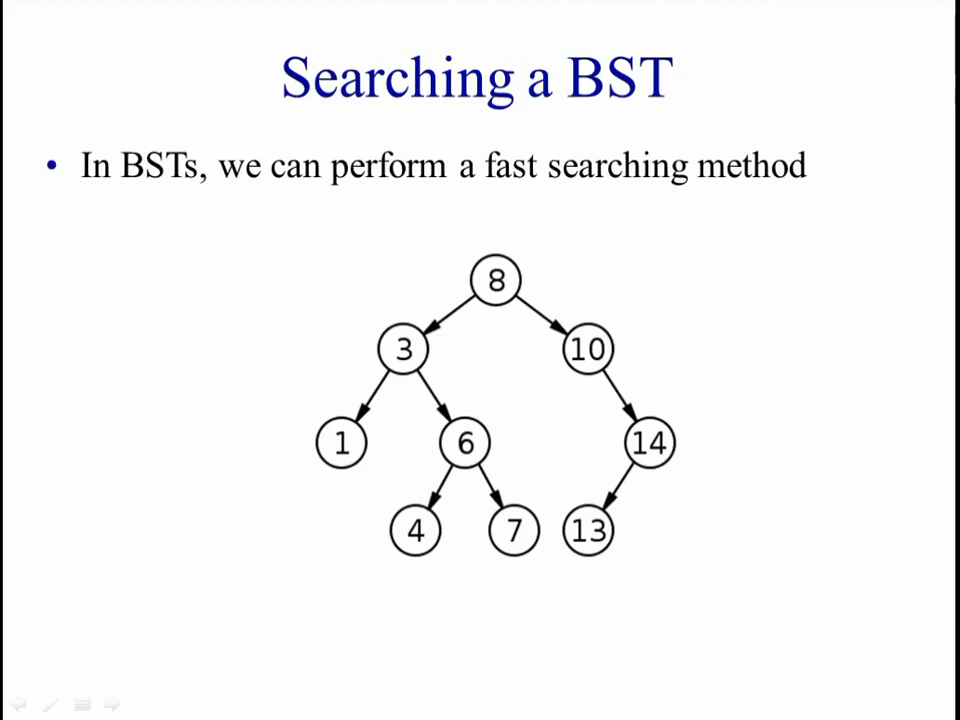 Searching a BST
• In BSTs, we can perform a fast searching method
8
3 10
1 6 14
4 7 13